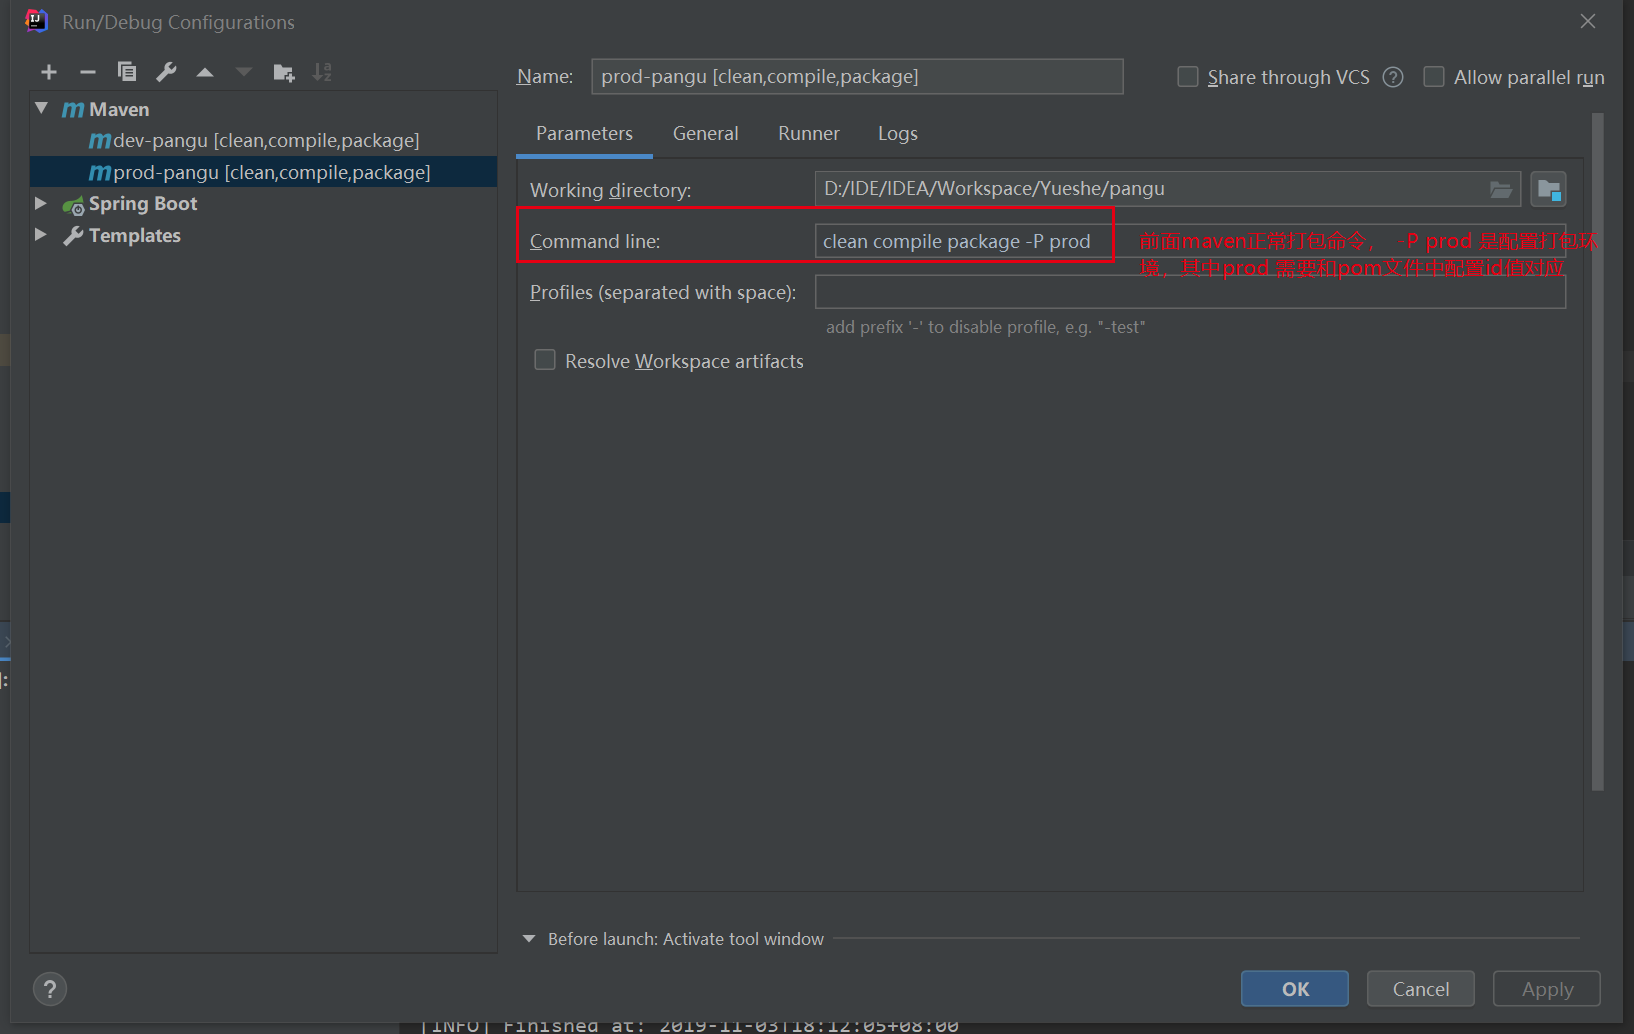 Run/Debug Configurations
Name:
prod-pangu [clean,compile,package]
Share through VCS
Allow parallel run
Maven
dev-pangu [clean,compile,package]
prod-pangu [clean,compile,package]
Spring Boot
Templates
Parameters
General
Runner
Logs
Working directory:
D:/IDE/IDEA/Workspace/Yueshe/pangu
Command line:
clean compile package -P prod
前面maven正常打包命令， -P prod 是配置打包环
境，其中prod 需要和pom文件中配置id值对应
Profiles (separated with space):
add prefix '-' to disable profile, e.g. "-test"
Resolve Workspace artifacts
Before launch: Activate tool window
OK
Cancel
Apply
[INFO] Finished at: 2019-11-03T18:12:05+08:00